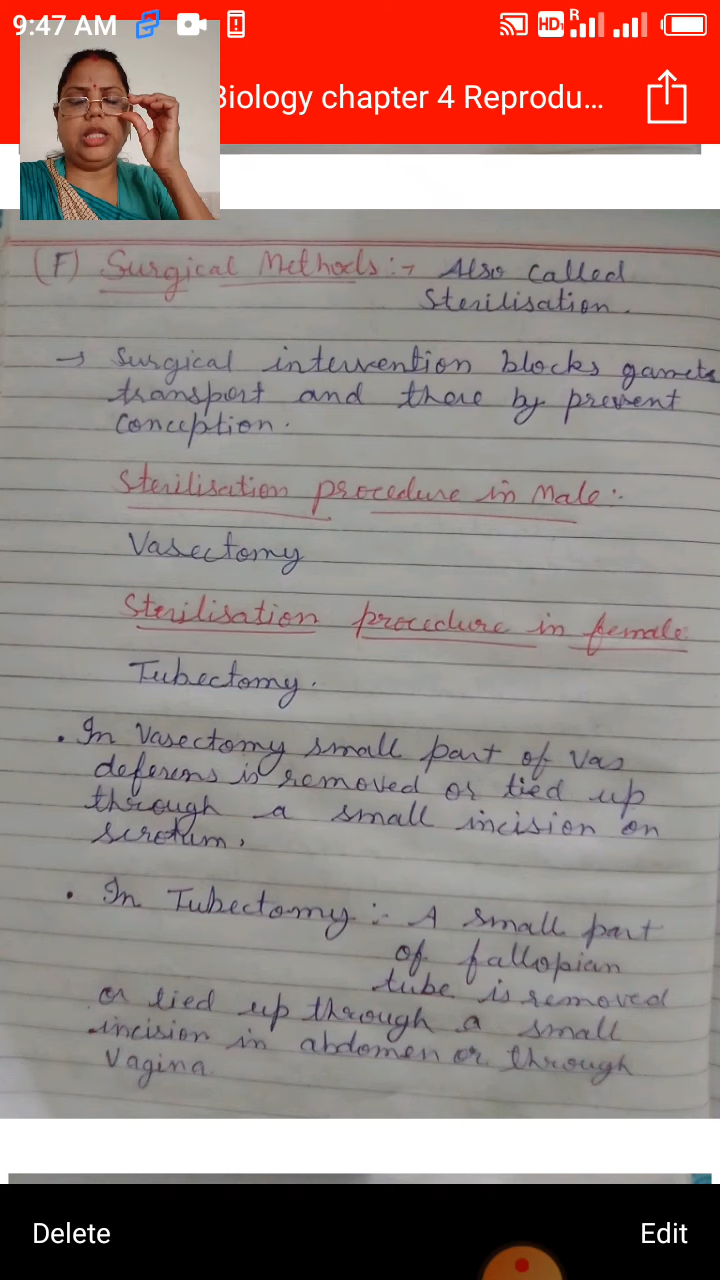 9:47 AM
HD1 R
Biology chapter 4 Reprodu...
(F) Surgical Methods:→ Also called
Sterilisation.
→ Surgical intervention blocks gamete
transport and there by prevent
conception.
Sterilisation procedure in Male:-
Vasectomy
Sterilisation procedure in female:
Tubectomy.
• In Vasectomy small part of Vas
deferens is removed or tied up
through a small incision on
scrotum.
• In Tubectomy :- A small part
of fallopian
tube is removed
or tied up through a small
incision in abdomen or through
Vagina
Delete
Edit